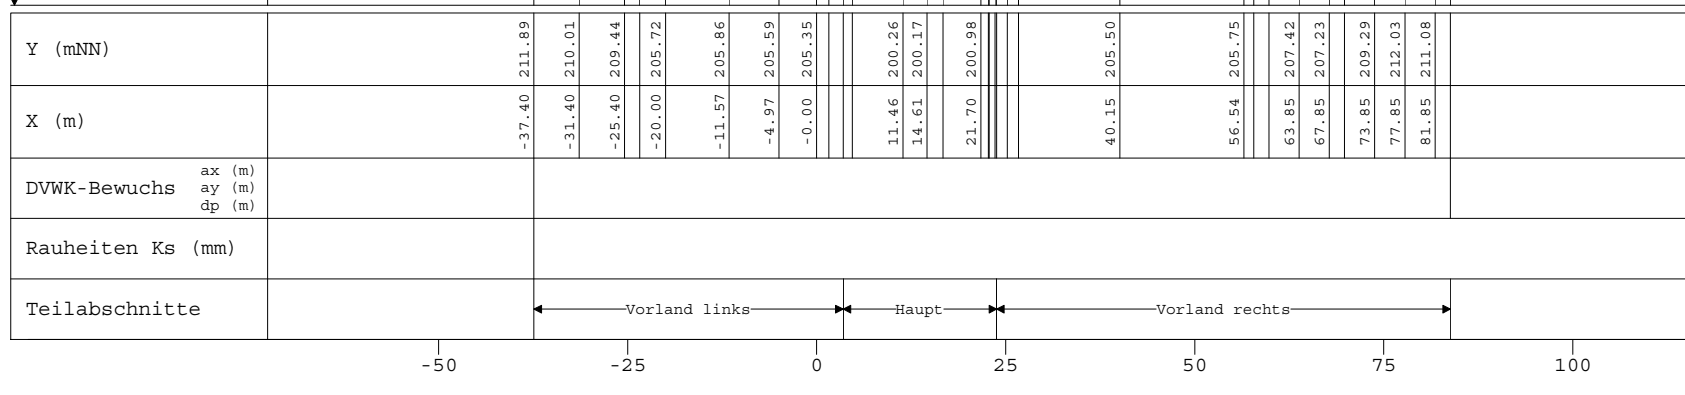 Y (mNN) 211.89 210.01 209.44 205.72 205.86 205.59 205.35 200.26 200.17 200.98 205.50 205.75 207.42 207.23 209.29 212.03 211.08
X (m) -37.40 -31.40 -25.40 -20.00 -11.57 -4.97 -0.00 11.46 14.61 21.70 40.15 56.54 63.85 67.85 73.85 77.85 81.85
DVWK-Bewuchs
ax (m)
ay (m)
dp (m)
Rauheiten Ks (mm)
Teilabschnitte Vorland links Haupt Vorland rechts
-50 -25 0 25 50 75 100